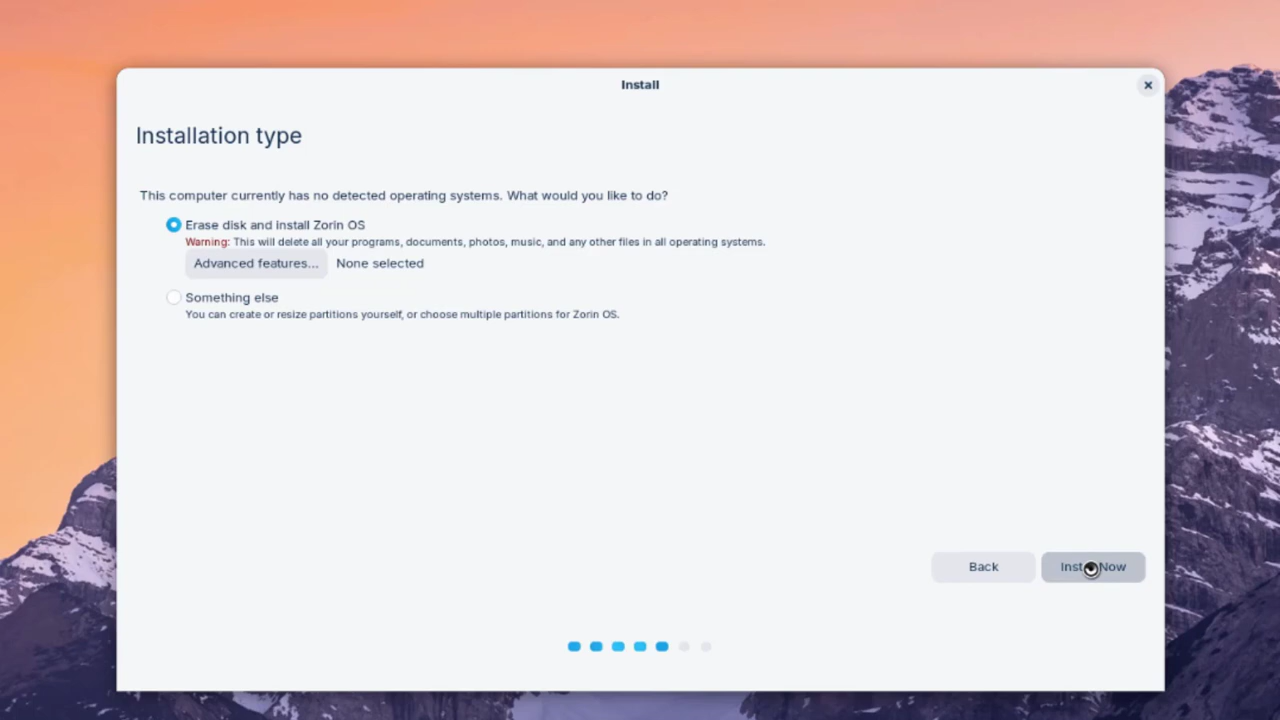 Install
Installation type
This computer currently has no detected operating systems. What would you like to do?
Erase disk and install Zorin OS
Warning: This will delete all your programs, documents, photos, music, and any other files in all operating systems.
Advanced features... None selected
Something else
You can create or resize partitions yourself, or choose multiple partitions for Zorin OS.
Back
Now